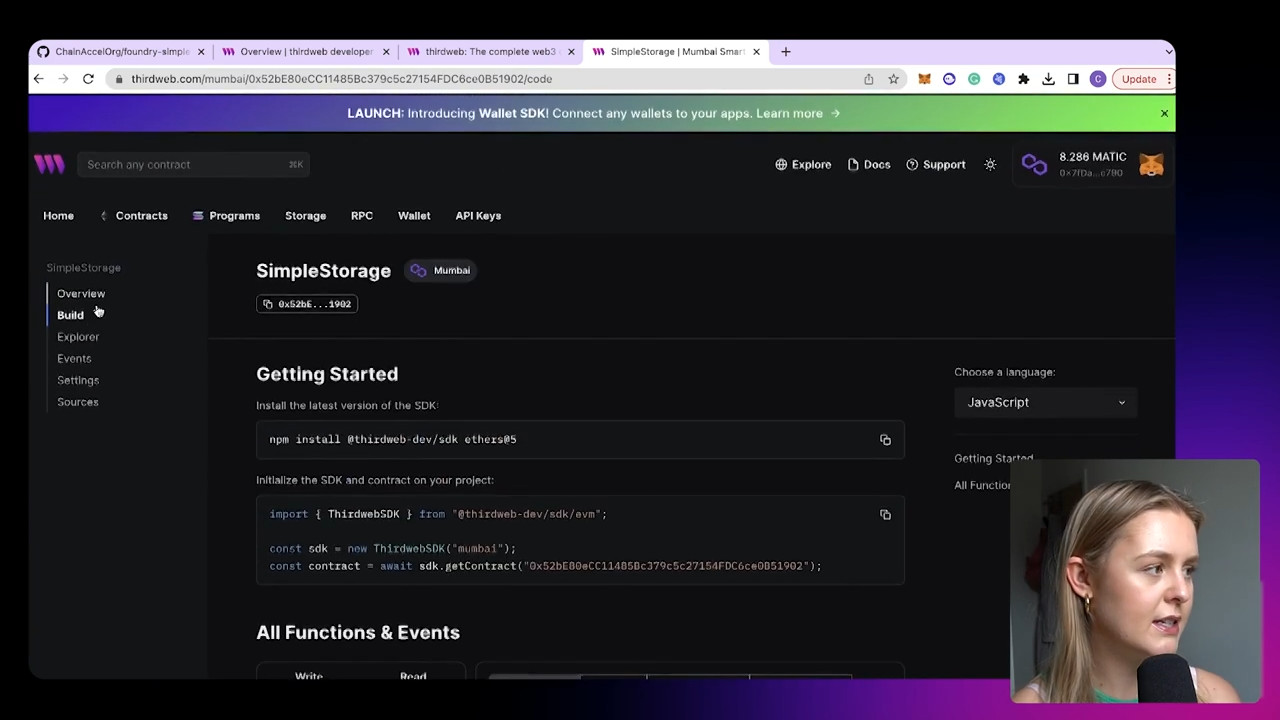 ChainAccelOrg/foundry-simple
Overview | thirdweb developer
thirdweb: The complete web3
SimpleStorage | Mumbai Smar
thirdweb.com/mumbai/0x52bE80eCC11485Bc379c5c27154FDC6ce0B51902/code
C
Update
LAUNCH: Introducing Wallet SDK! Connect any wallets to your apps. Learn more →
Search any contract
⌘K
Explore
Docs
Support
8.286 MATIC
0x7fDa...c780
Home
Contracts
Programs
Storage
RPC
Wallet
API Keys
SimpleStorage
Overview
Build
Explorer
Events
Settings
Sources
SimpleStorage
Mumbai
0x52bE...1902
Getting Started
Install the latest version of the SDK:
npm install @thirdweb-dev/sdk ethers@5
Initialize the SDK and contract on your project:
import { ThirdwebSDK } from "@thirdweb-dev/sdk/evm";
const sdk = new ThirdwebSDK("mumbai");
const contract = await sdk.getContract("0x52bE80eCC11485Bc379c5c27154FDC6ce0B51902");
All Functions & Events
Write
Read
Choose a language:
JavaScript
Getting Started
All Function